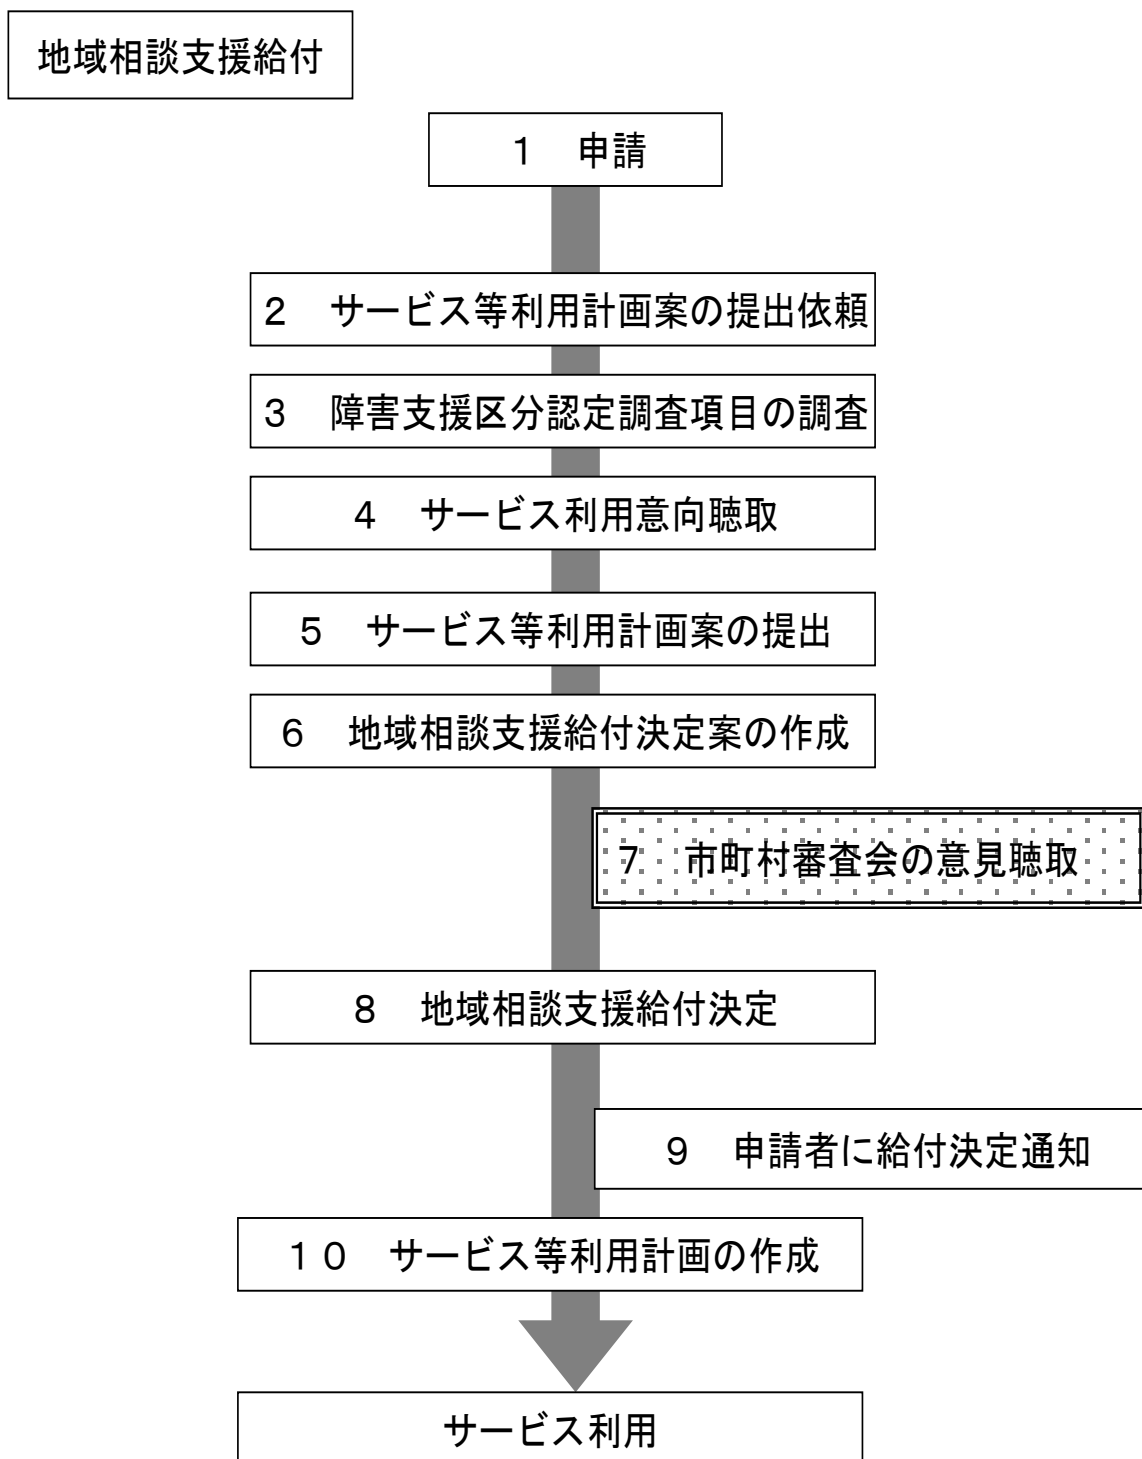 地域相談支援給付
1　申請
2　サービス等利用計画案の提出依頼
3　障害支援区分認定調査項目の調査
4　サービス利用意向聴取
5　サービス等利用計画案の提出
6　地域相談支援給付決定案の作成
7　市町村審査会の意見聴取
8　地域相談支援給付決定
9　申請者に給付決定通知
10　サービス等利用計画の作成
サービス利用